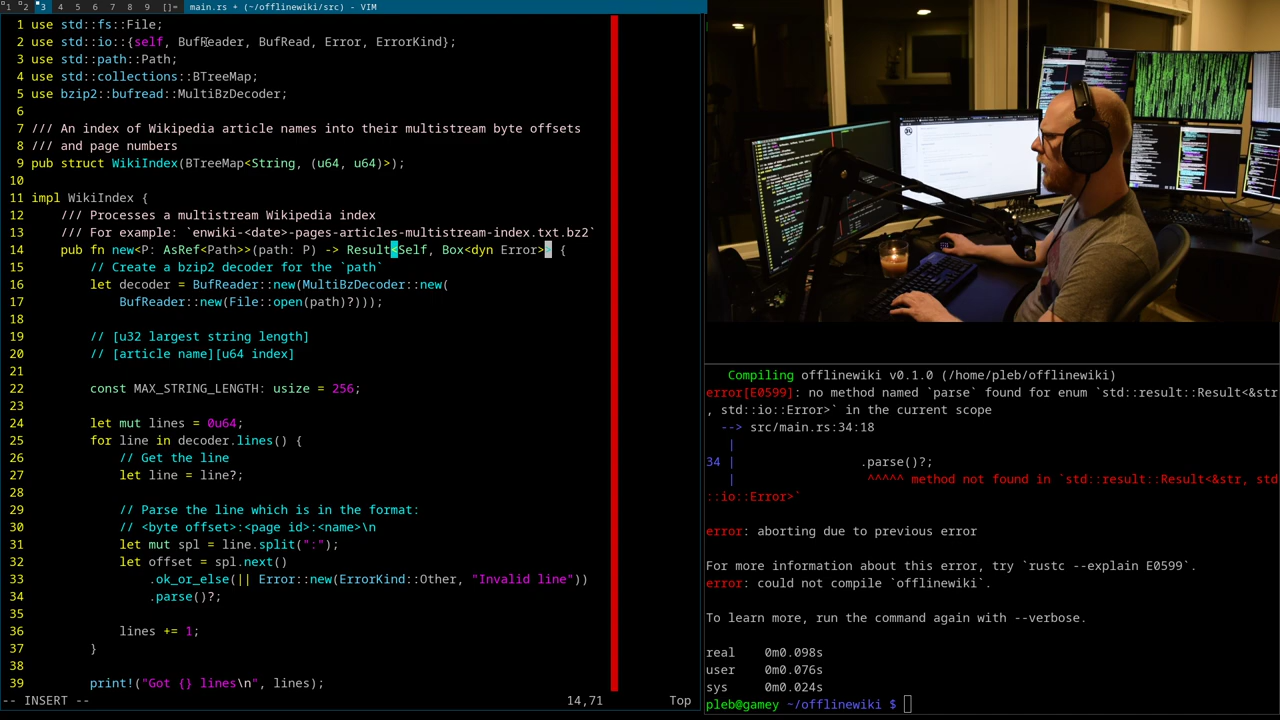 1 2 3 4 5 6 7 8 9 []= main.rs + (~/offlinewiki/src) - VIM
1 use std::fs::File;
2 use std::io::{self, BufReader, BufRead, Error, ErrorKind};
3 use std::path::Path;
4 use std::collections::BTreeMap;
5 use bzip2::bufread::MultiBzDecoder;
6
7 /// An index of Wikipedia article names into their multistream byte offsets
8 /// and page numbers
9 pub struct WikiIndex(BTreeMap<String, (u64, u64)>);
10
11 impl WikiIndex {
12 /// Processes a multistream Wikipedia index
13 /// For example: `enwiki-<date>-pages-articles-multistream-index.txt.bz2`
14 pub fn new<P: AsRef<Path>>(path: P) -> Result<Self, Box<dyn Error>> {
15 // Create a bzip2 decoder for the `path`
16 let decoder = BufReader::new(MultiBzDecoder::new(
17 BufReader::new(File::open(path)?)));
18
19 // [u32 largest string length]
20 // [article name][u64 index]
21
22 const MAX_STRING_LENGTH: usize = 256;
23
24 let mut lines = 0u64;
25 for line in decoder.lines() {
26 // Get the line
27 let line = line?;
28
29 // Parse the line which is in the format:
30 // <byte offset>:<page id>:<name>\n
31 let mut spl = line.split(":");
32 let offset = spl.next()
33 .ok_or_else(|| Error::new(ErrorKind::Other, "Invalid line"))
34 .parse()?;
35
36 lines += 1;
37 }
38
39 print!("Got {} lines\n", lines);
-- INSERT -- 14,71 Top
Compiling offlinewiki v0.1.0 (/home/pleb/offlinewiki)
error[E0599]: no method named `parse` found for enum `std::result::Result<&str
, std::io::Error>` in the current scope
--> src/main.rs:34:18
|
34 | .parse()?;
| ^^^^^ method not found in `std::result::Result<&str, std
::io::Error>`
error: aborting due to previous error
For more information about this error, try `rustc --explain E0599`.
error: could not compile `offlinewiki`.
To learn more, run the command again with --verbose.
real 0m0.098s
user 0m0.076s
sys 0m0.024s
pleb@gamey ~/offlinewiki $